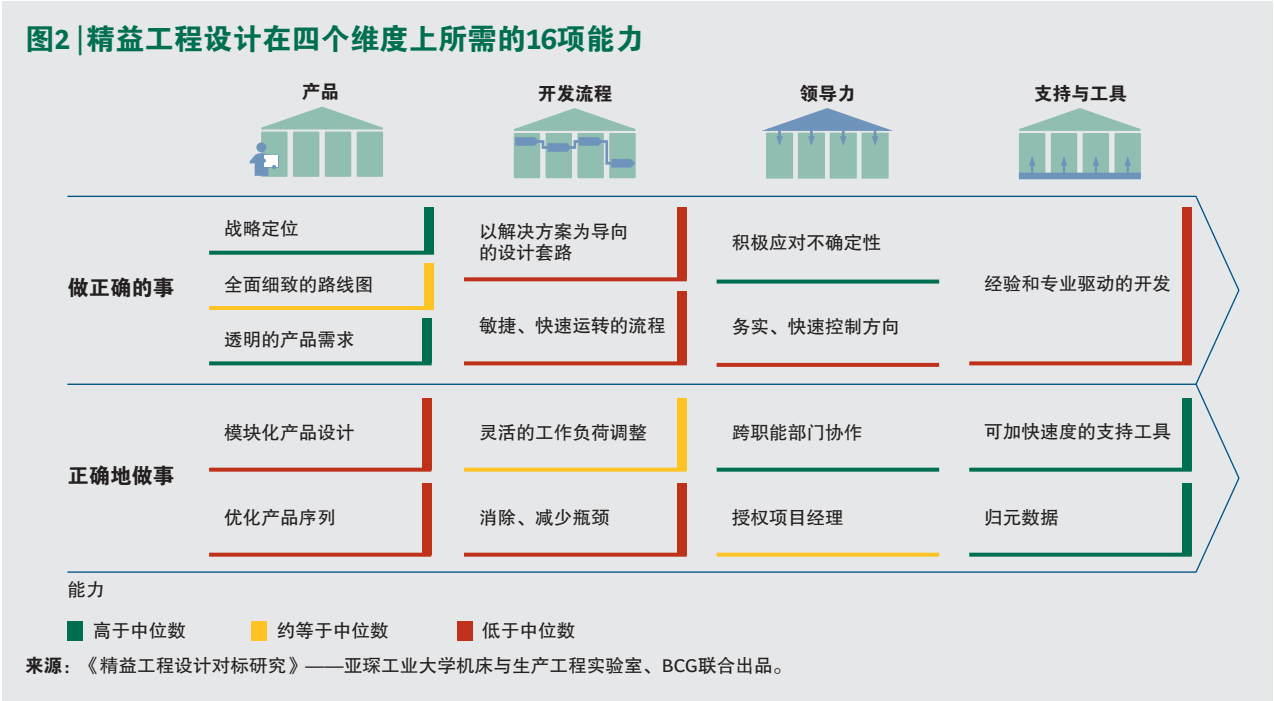 图2|精益工程设计在四个维度上所需的16项能力
产品
开发流程
领导力
支持与工具
做正确的事
战略定位
全面细致的路线图
透明的产品需求
以解决方案为导向
的设计套路
敏捷、快速运转的流程
积极应对不确定性
务实、快速控制方向
经验和专业驱动的开发
正确地做事
模块化产品设计
优化产品序列
灵活的工作负荷调整
消除、减少瓶颈
跨职能部门协作
授权项目经理
可加快速度的支持工具
归元数据
能力
高于中位数
约等于中位数
低于中位数
来源：《精益工程设计对标研究》——亚琛工业大学机床与生产工程实验室、BCG联合出品。